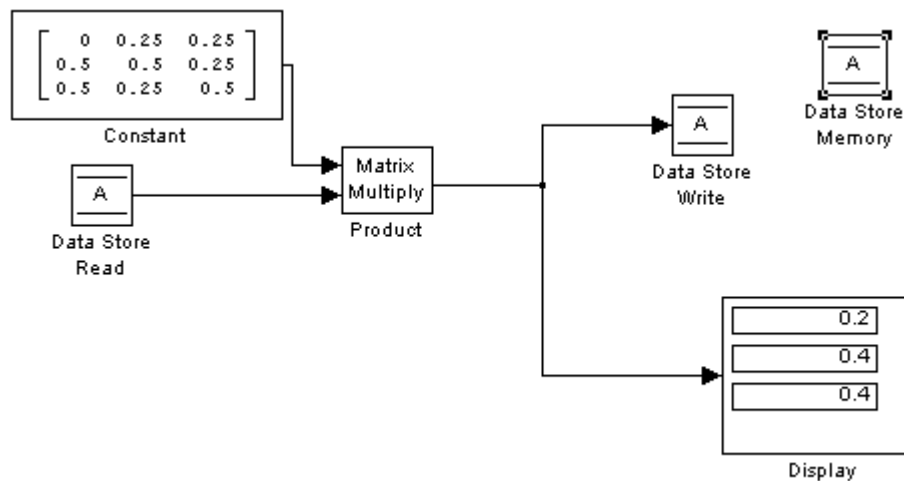 0 0.25 0.25
0.5 0.5 0.25
0.5 0.25 0.5
Constant
A
Data Store
Read
Matrix
Multiply
Product
A
Data Store
Write
A
Data Store
Memory
0.2
0.4
0.4
Display